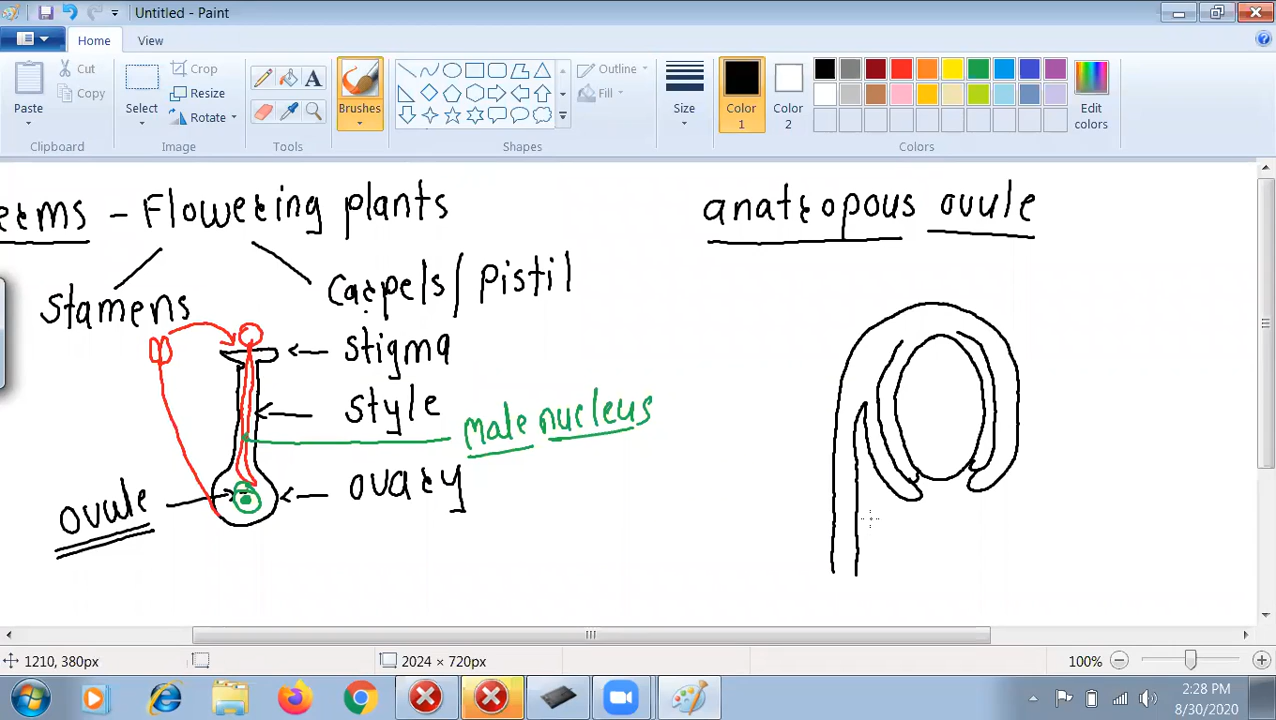 Untitled - Paint
Home View
Paste
Cut
Copy
Clipboard
Select
Crop
Resize
Rotate
Image
Tools
Brushes
Outline
Fill
Shapes
Size
Color 1
Color 2
Edit colors
Colors
erms - Flowering plants
Stamens
carpels/ pistil
stigma
style
male nucleus
ovary
ovule
anatropous ovule
1210, 380px
2024 × 720px
100%
2:28 PM
8/30/2020